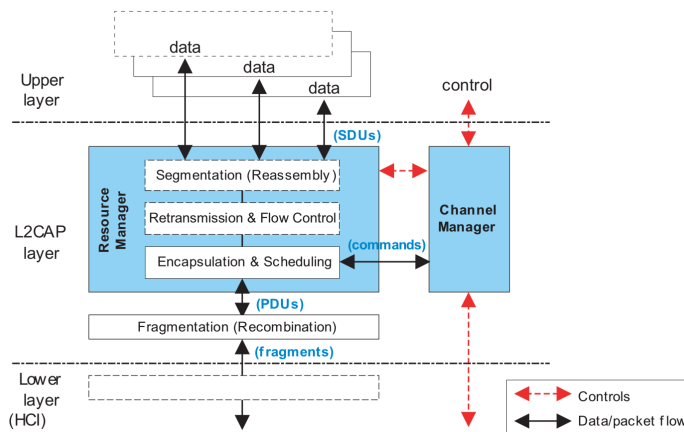 data
data
data
Upper
layer
control
(SDUs)
Resource
Manager
Segmentation (Reassembly)
Retransmission & Flow Control
Encapsulation & Scheduling
Channel
Manager
L2CAP
layer
(commands)
(PDUs)
Fragmentation (Recombination)
(fragments)
Lower
layer
(HCI)
Controls
Data/packet flow